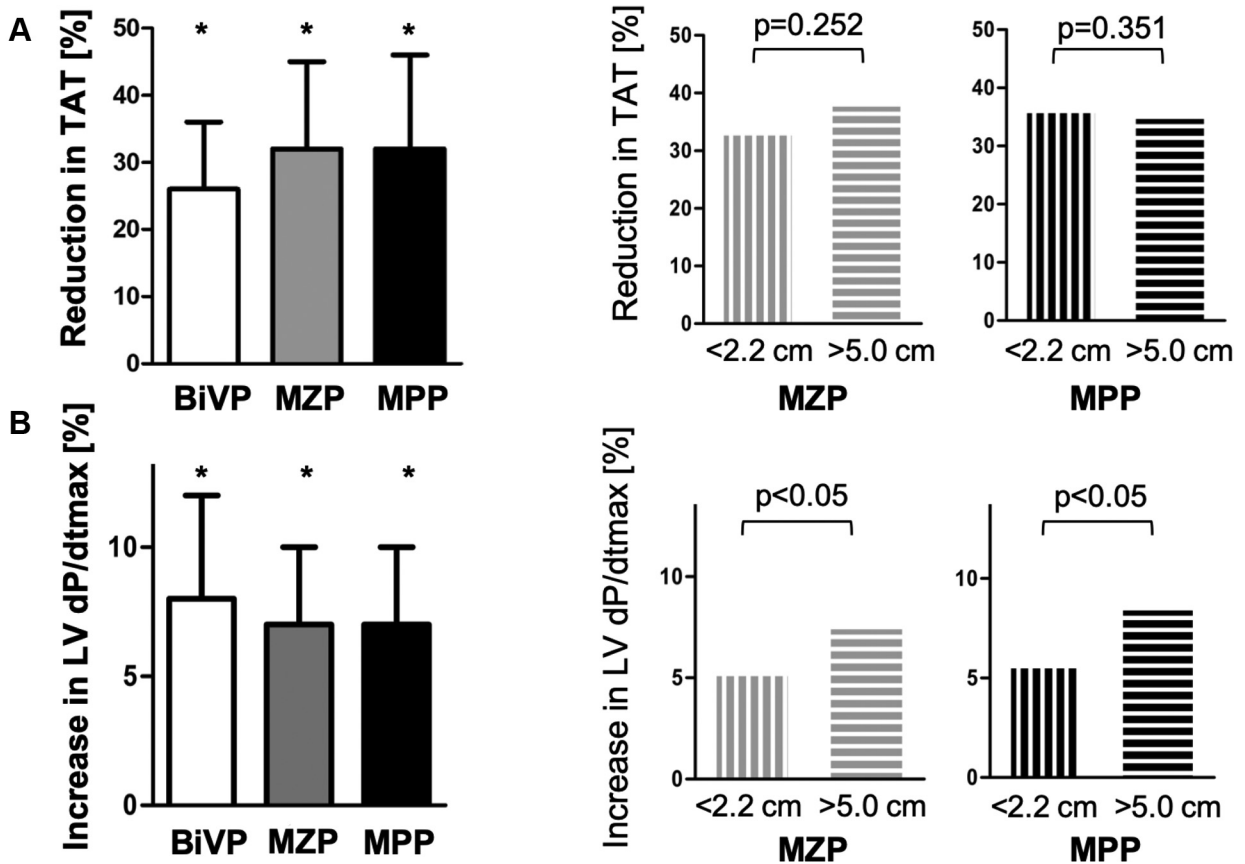 A
Reduction in TAT [%]
50
40
30
20
10
0
* * *
BiVP MZP MPP
Reduction in TAT [%]
50
40
30
20
10
0
p=0.252
<2.2 cm >5.0 cm
MZP
50
40
30
20
10
0
p=0.351
<2.2 cm >5.0 cm
MPP
B
Increase in LV dP/dtmax [%]
10
5
0
* * *
BiVP MZP MPP
Increase in LV dP/dtmax [%]
10
5
0
p<0.05
<2.2 cm >5.0 cm
MZP
10
5
0
p<0.05
<2.2 cm >5.0 cm
MPP